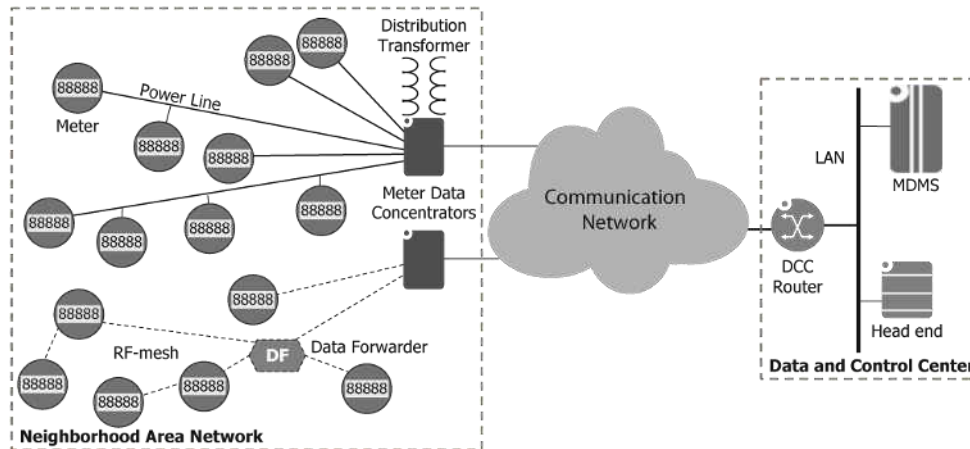 Distribution
Transformer
88888
88888
88888
Power Line
Meter
88888
88888
LAN
MDMS
Meter Data
Concentrators
88888
88888
88888
88888
Communication
Network
DCC
Router
88888
88888
RF-mesh
DF
Data Forwarder
Head end
88888
88888
88888
88888
Data and Control Center
Neighborhood Area Network